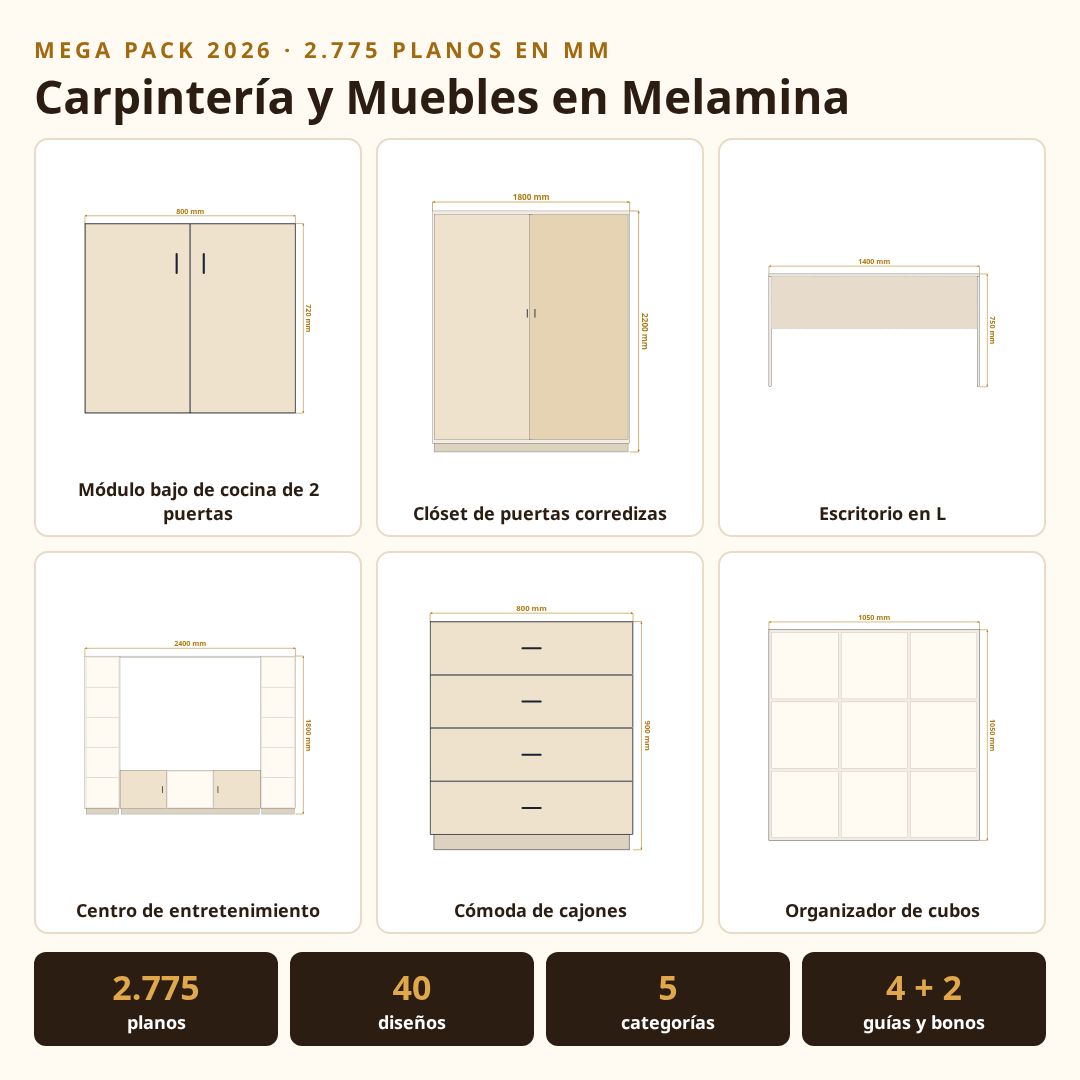 MEGA PACK 2026 · 2.775 PLANOS EN MM
Carpintería y Muebles en Melamina
800 mm
720 mm
Módulo bajo de cocina de 2
puertas
1800 mm
2200 mm
Clóset de puertas corredizas
1400 mm
750 mm
Escritorio en L
2400 mm
1800 mm
Centro de entretenimiento
800 mm
900 mm
Cómoda de cajones
1050 mm
1050 mm
Organizador de cubos
2.775
planos
40
diseños
5
categorías
4 + 2
guías y bonos